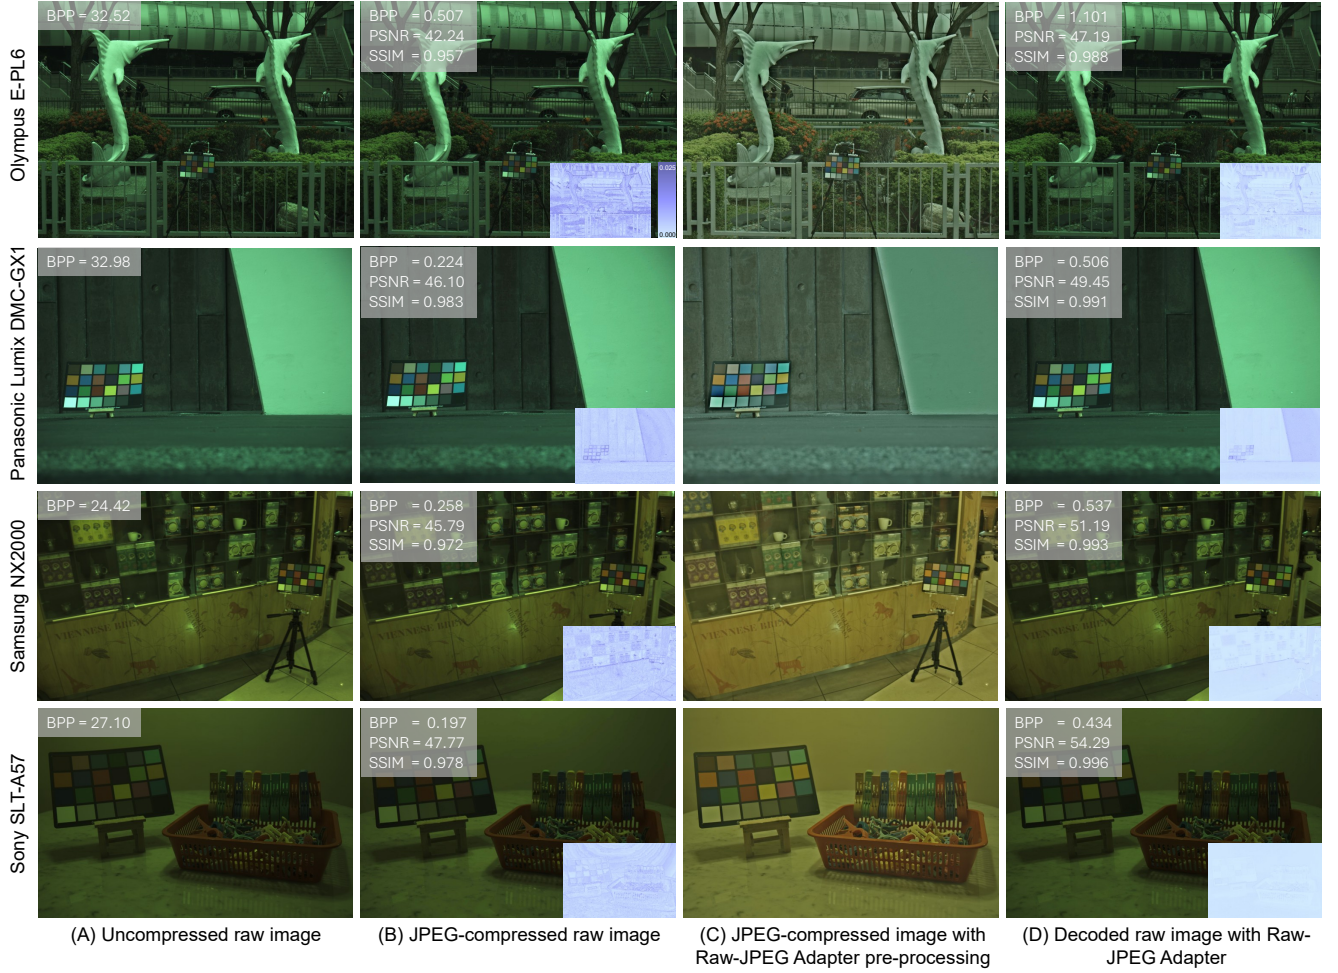 Olympus E-PL6
BPP = 32.52
BPP = 0.507
PSNR = 42.24
SSIM = 0.957
0.025
0.000
BPP = 1.101
PSNR = 47.19
SSIM = 0.988
Panasonic Lumix DMC-GX1
BPP = 32.98
BPP = 0.224
PSNR = 46.10
SSIM = 0.983
BPP = 0.506
PSNR = 49.45
SSIM = 0.991
Samsung NX2000
BPP = 24.42
VIENNESE
BPP = 0.258
PSNR = 45.79
SSIM = 0.972
VIENNESE
VIENNESE
BPP = 0.537
PSNR = 51.19
SSIM = 0.993
VIENNESE
Sony SLT-A57
BPP = 27.10
BPP = 0.197
PSNR = 47.77
SSIM = 0.978
BPP = 0.434
PSNR = 54.29
SSIM = 0.996
(A) Uncompressed raw image
(B) JPEG-compressed raw image
(C) JPEG-compressed image with
Raw-JPEG Adapter pre-processing
(D) Decoded raw image with Raw-
JPEG Adapter